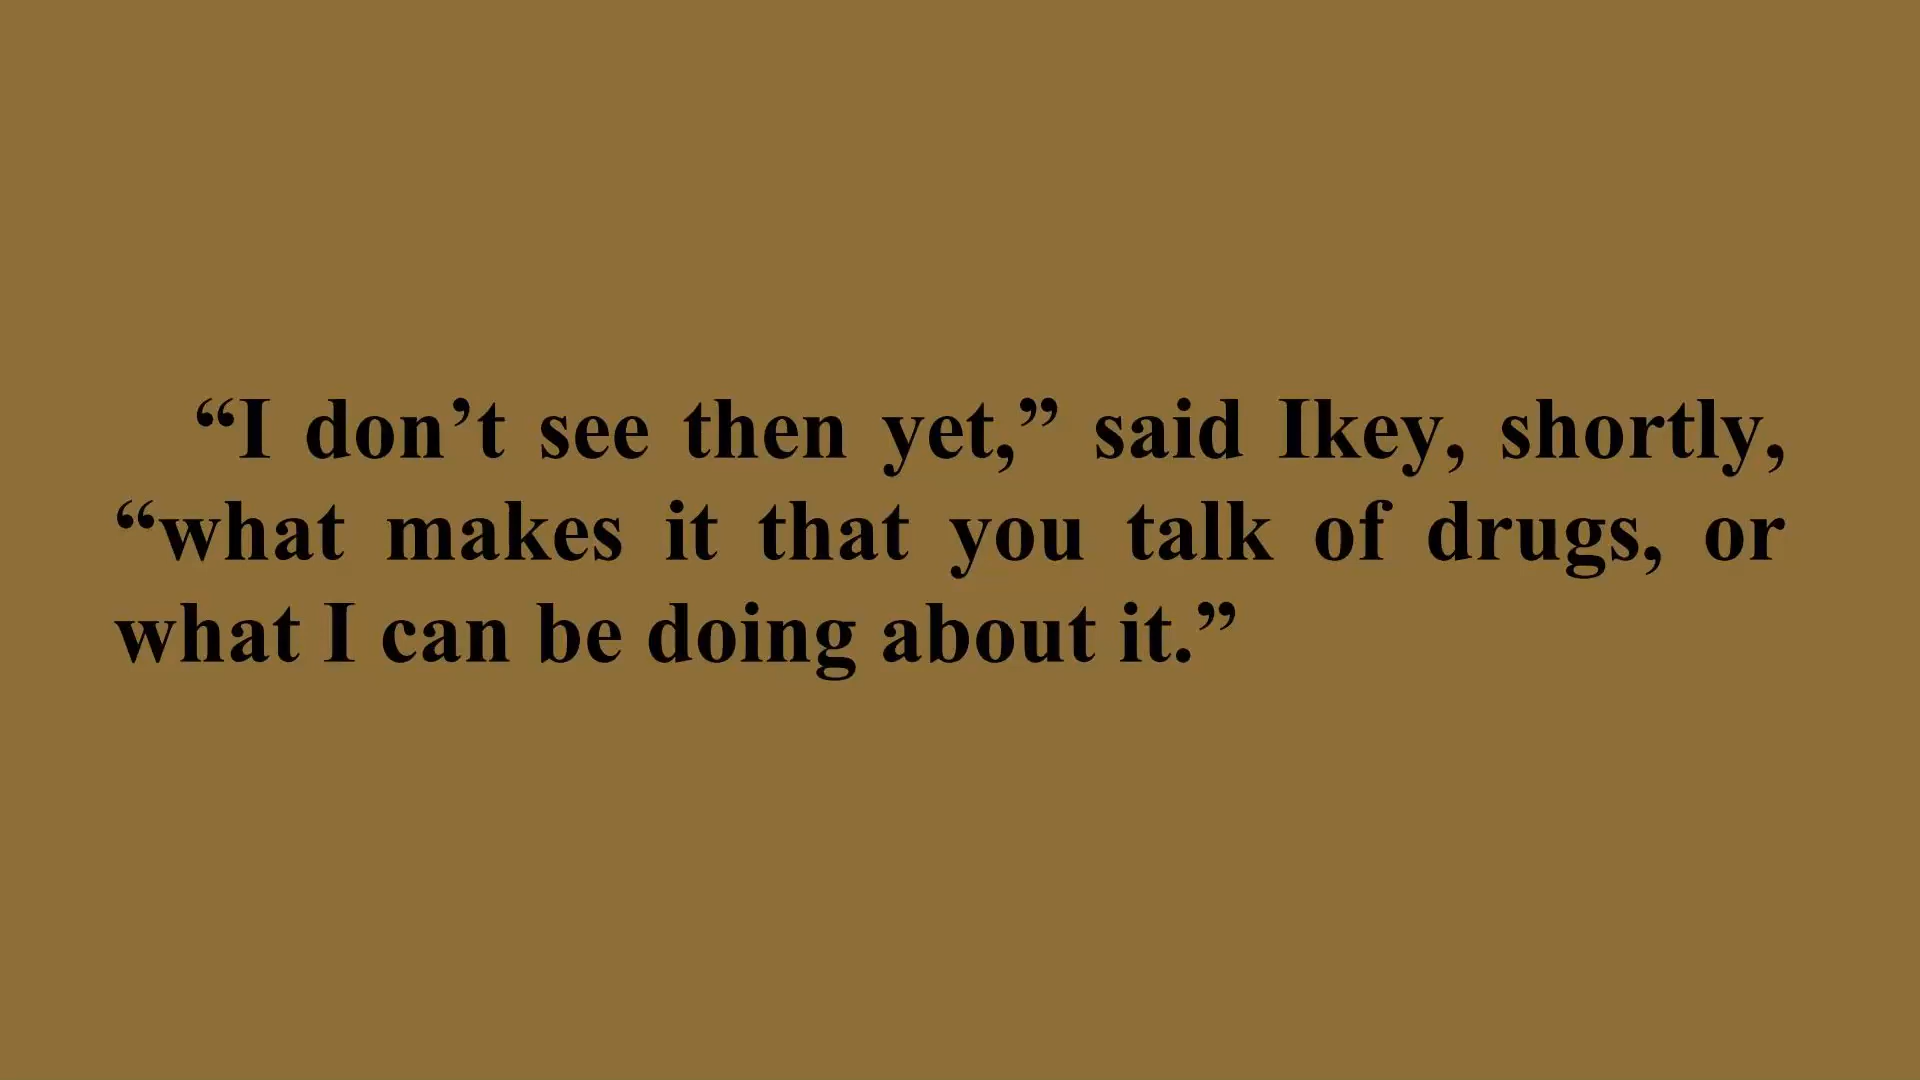 “I don’t see then yet,” said Ikey, shortly,
“what makes it that you talk of drugs, or
what I can be doing about it.”